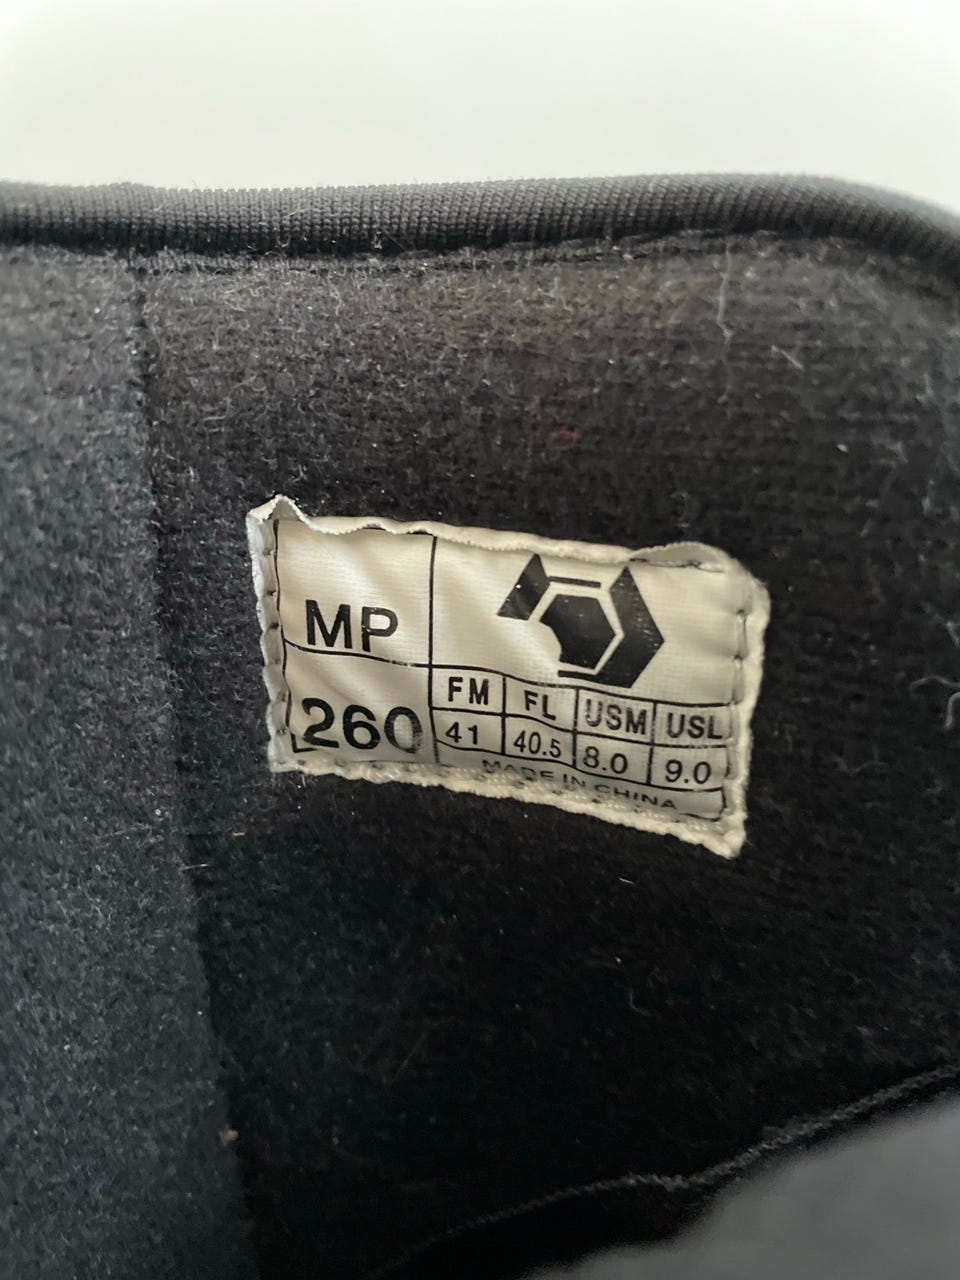 MP
260
FM FL USM USL
41 40.5 8.0 9.0
MADE IN CHINA